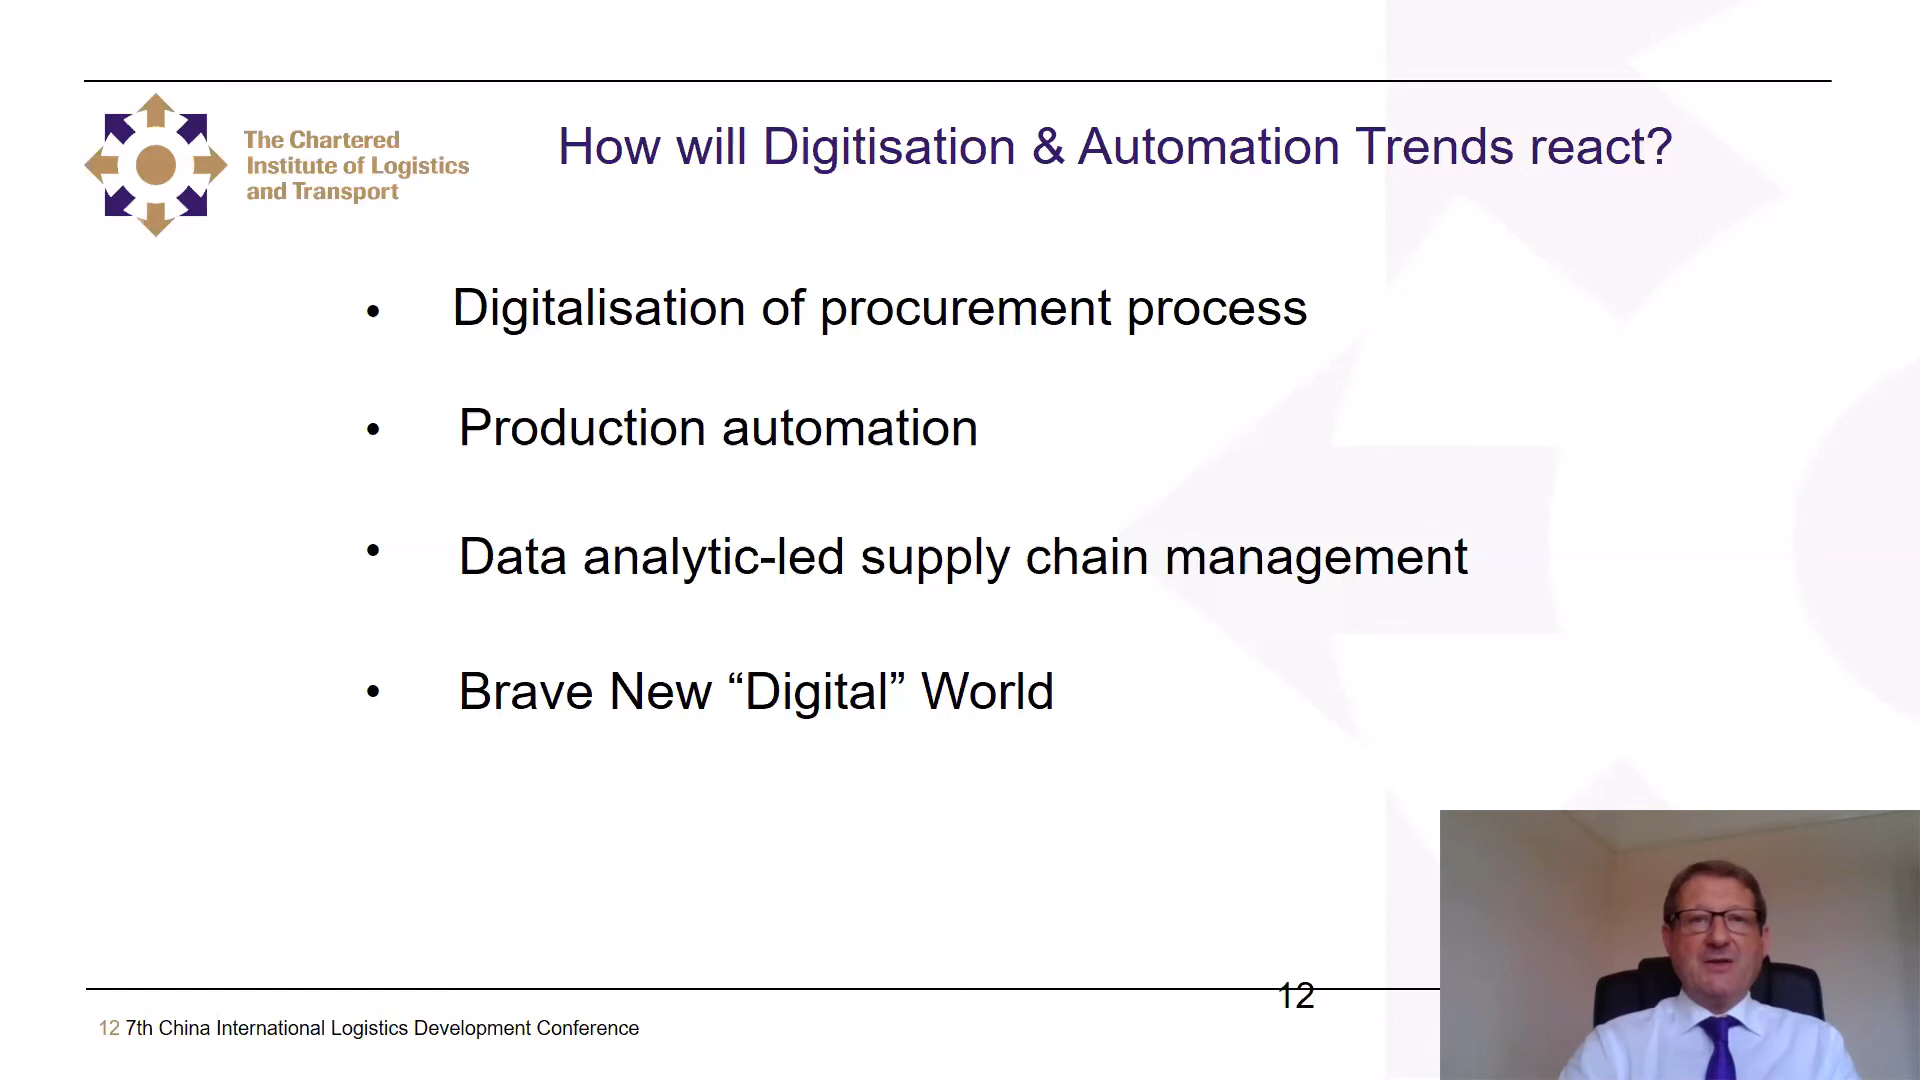 The Chartered
Institute of Logistics
and Transport
How will Digitisation & Automation Trends react?
• Digitalisation of procurement process
• Production automation
• Data analytic-led supply chain management
• Brave New “Digital” World
12
12 7th China International Logistics Development Conference